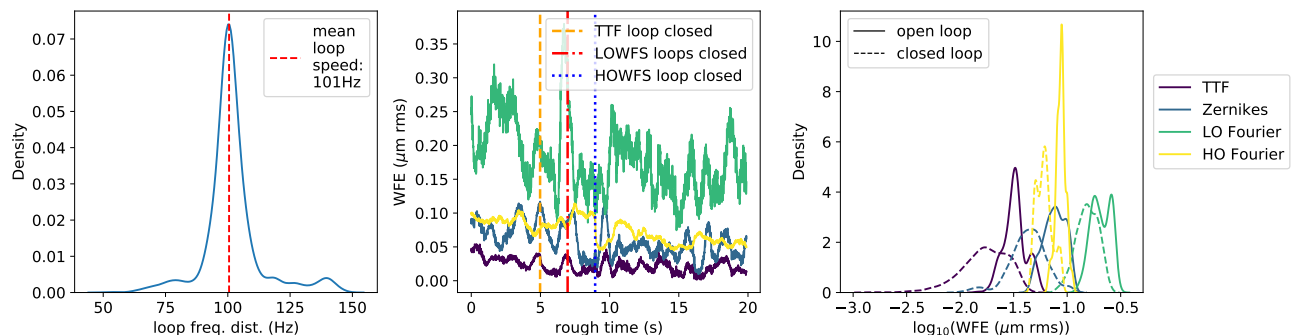 0.07
0.06
0.05
0.04
0.03
0.02
0.01
0.00
Density
50
75
100
125
150
loop freq. dist. (Hz)
mean
loop
speed:
101Hz
0.35
0.30
0.25
0.20
0.15
0.10
0.05
0.00
WFE (μm rms)
0
5
10
15
20
rough time (s)
TTF loop closed
LOWFS loops closed
HOWFS loop closed
10
8
6
4
2
0
Density
−3.0
−2.5
−2.0
−1.5
−1.0
−0.5
log₁₀(WFE (μm rms))
open loop
closed loop
TTF
Zernikes
LO Fourier
HO Fourier